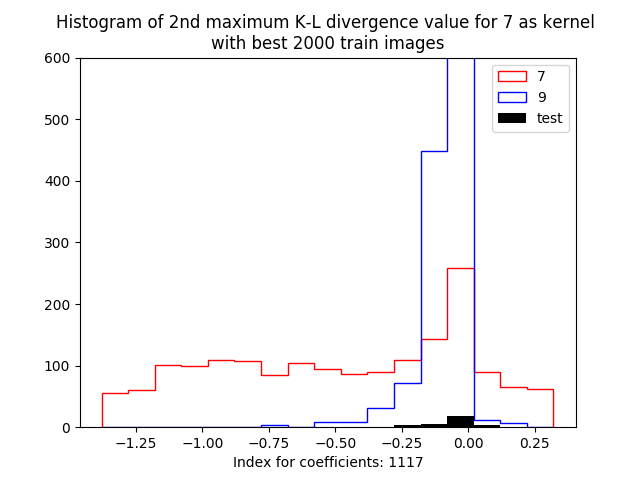 Histogram of 2nd maximum K-L divergence value for 7 as kernel
with best 2000 train images
7
9
test
600
500
400
300
200
100
0
−1.25 −1.00 −0.75 −0.50 −0.25 0.00 0.25
Index for coefficients: 1117